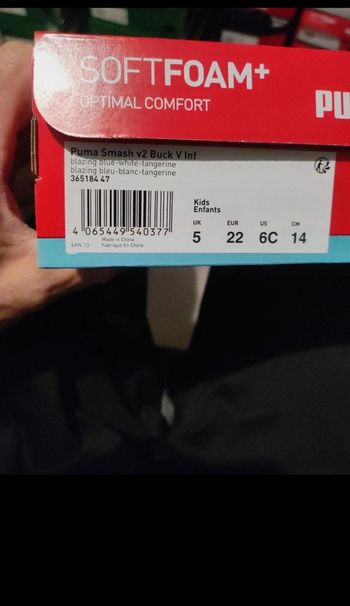 SOFTFOAM+
OPTIMAL COMFORT
PU
Puma Smash v2 Buck V Inf
blazing blue-white-tangerine
blazing bleu-blanc-tangerine
365184 47
Kids
Enfants
UK EUR US CM
5 22 6C 14
4 065449 540377
Made in China
EAN 13 Fabriqué En Chine